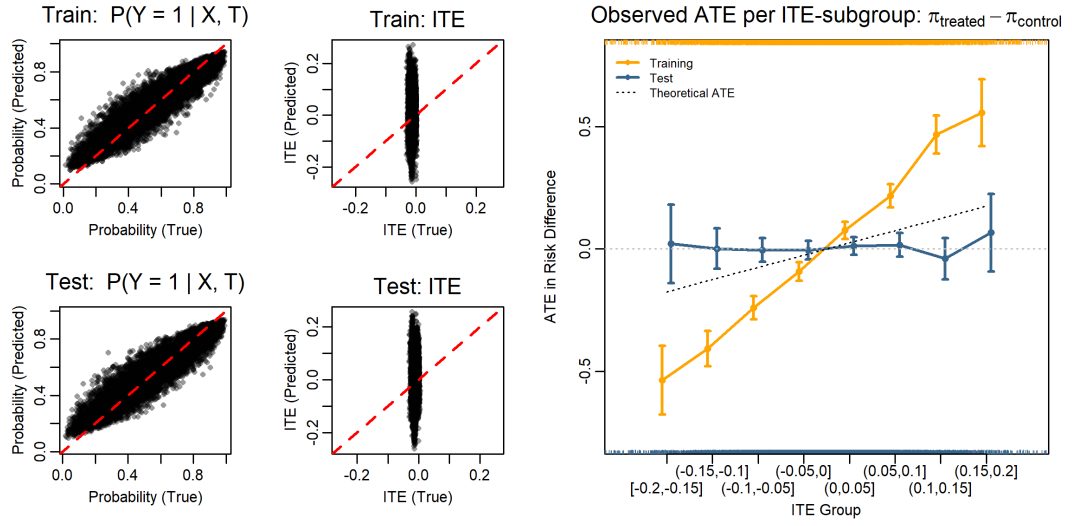 Train: P(Y = 1 | X, T)
Probability (Predicted)
0.0 0.4 0.8
0.0 0.4 0.8
Probability (True)
Train: ITE
ITE (Predicted)
-0.2 0.0 0.2
-0.2 0.0 0.2
ITE (True)
Test: P(Y = 1 | X, T)
Probability (Predicted)
0.0 0.4 0.8
0.0 0.4 0.8
Probability (True)
Test: ITE
ITE (Predicted)
-0.2 0.0 0.2
-0.2 0.0 0.2
ITE (True)
Observed ATE per ITE-subgroup: πtreated − πcontrol
Training
Test
Theoretical ATE
ATE in Risk Difference
-0.5 0.0 0.5
(-0.15,-0.1] (-0.05,0] (0.05,0.1] (0.15,0.2]
[-0.2,-0.15] (-0.1,-0.05] (0,0.05] (0.1,0.15]
ITE Group